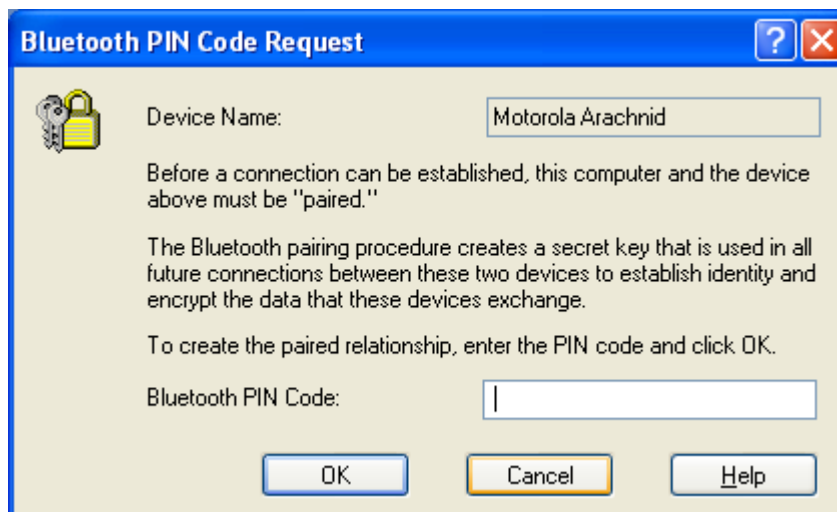 Bluetooth PIN Code Request
Device Name: Motorola Arachnid
Before a connection can be established, this computer and the device
above must be "paired."
The Bluetooth pairing procedure creates a secret key that is used in all
future connections between these two devices to establish identity and
encrypt the data that these devices exchange.
To create the paired relationship, enter the PIN code and click OK.
Bluetooth PIN Code:
OK Cancel Help